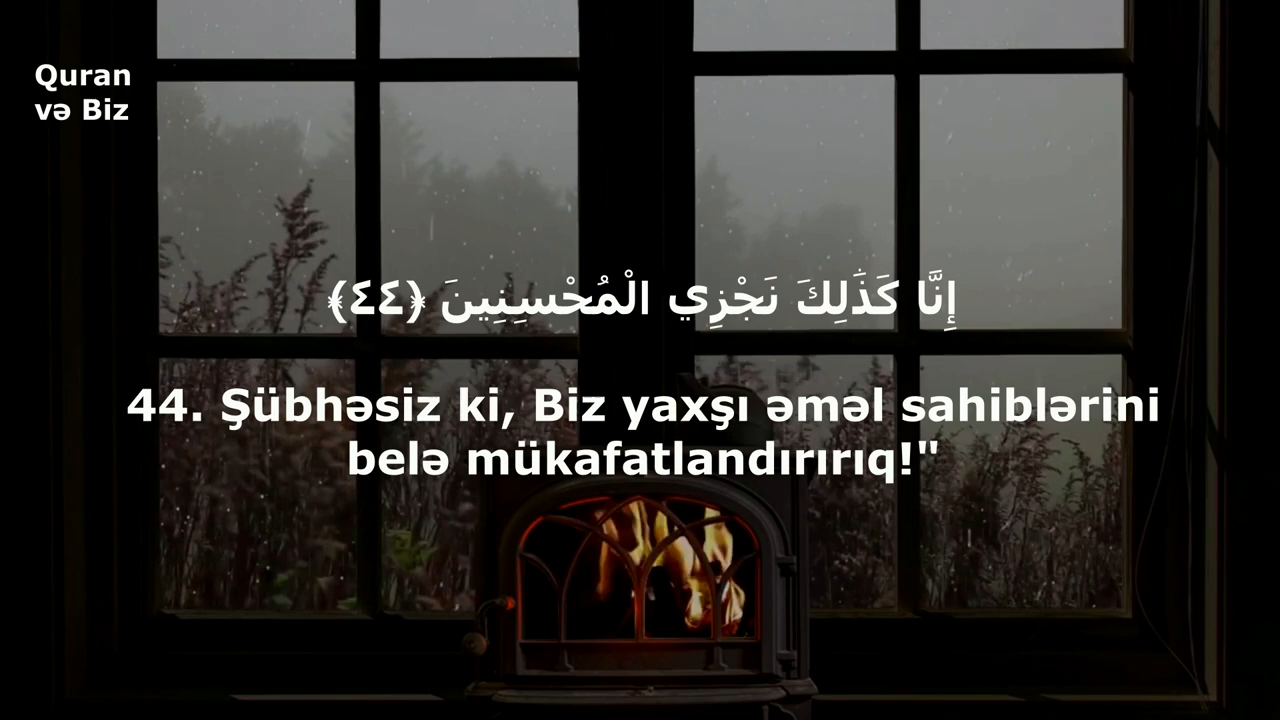 Quran
və Biz
إِنَّا كَذَٰلِكَ نَجْزِي الْمُحْسِنِينَ ﴿٤٤﴾
44. Şübhəsiz ki, Biz yaxşı əməl sahiblərini
belə mükafatlandırırıq!"